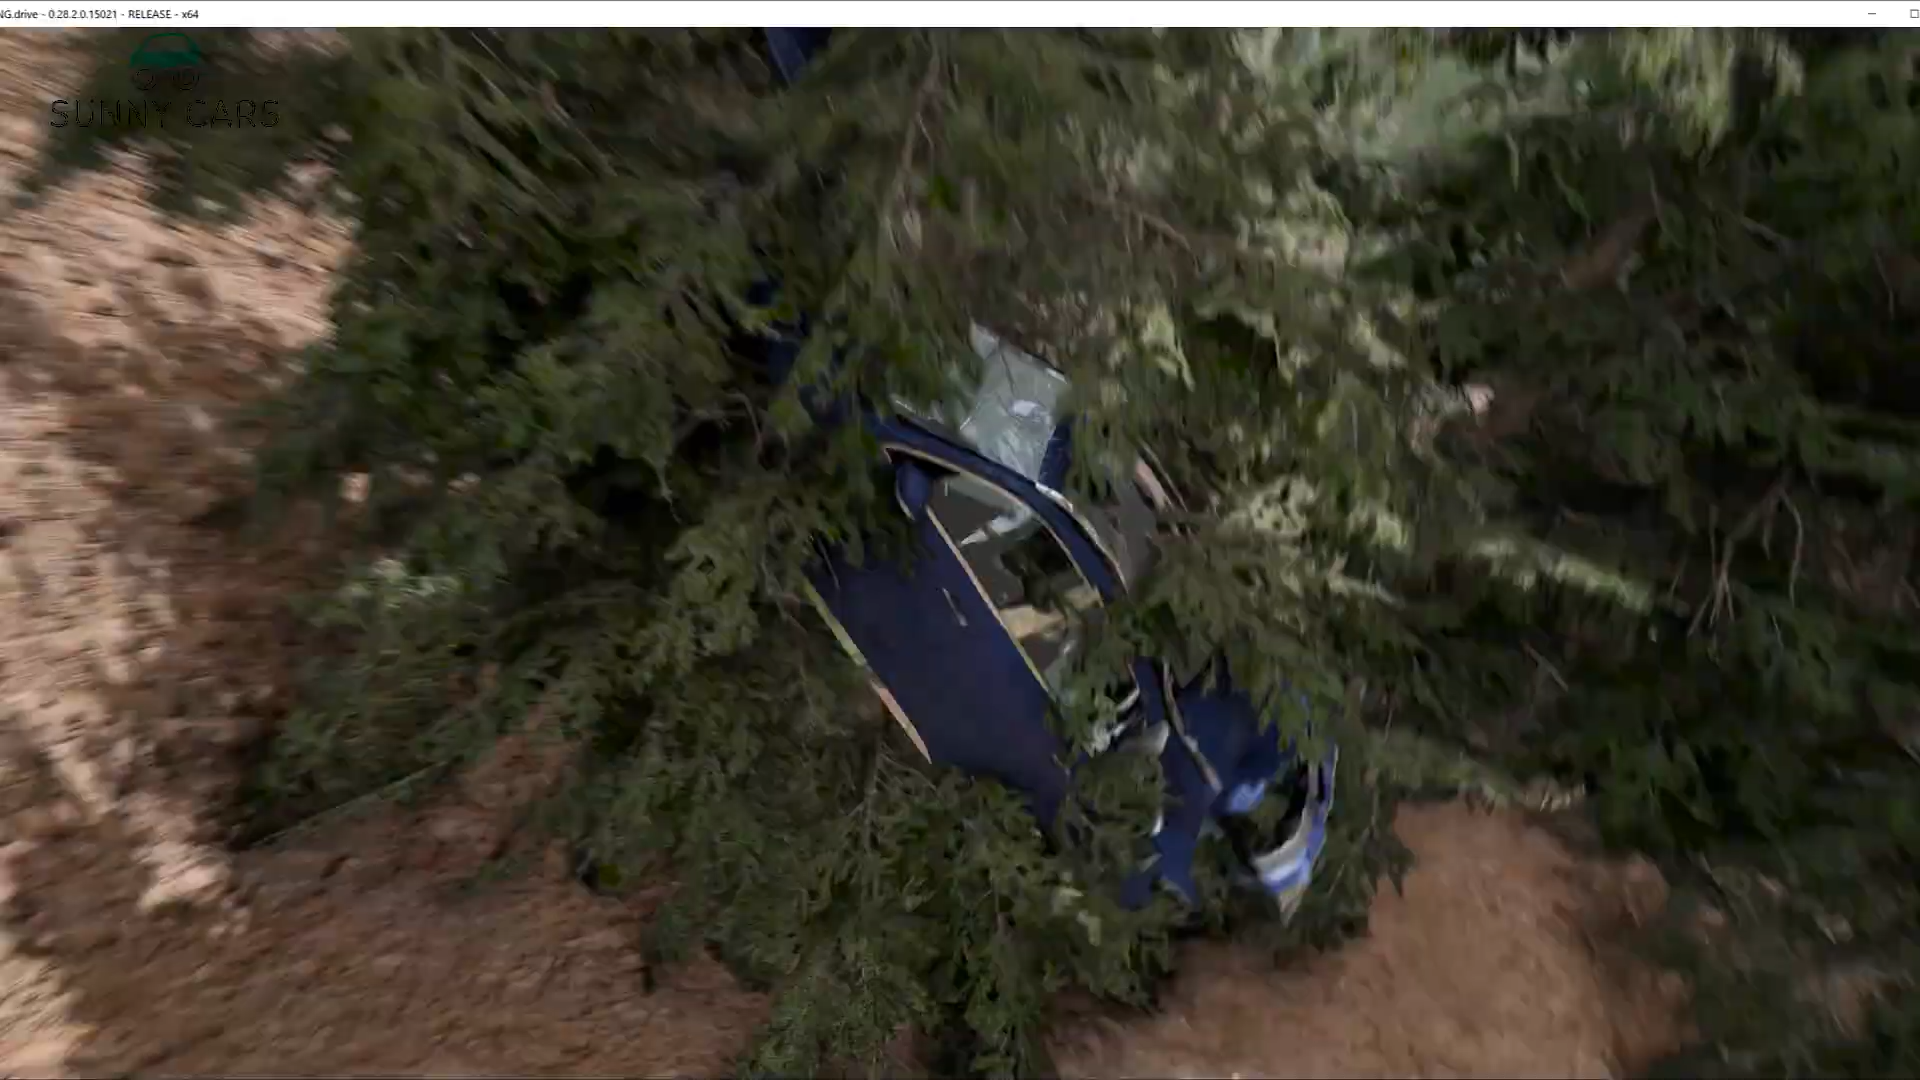 NG.drive - 0.28.2.0.15021 - RELEASE - x64
SUNNY CARS